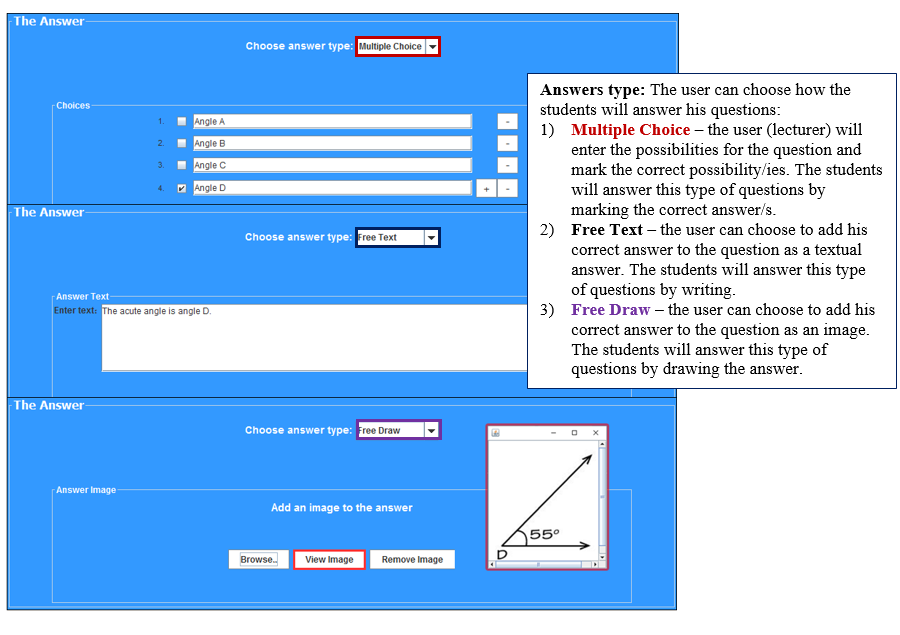 The Answer
Choose answer type: Multiple Choice
Choices
1. Angle A -
2. Angle B -
3. Angle C -
4. Angle D + -
The Answer
Choose answer type: Free Text
Answer Text
Enter text: The acute angle is angle D.
The Answer
Choose answer type: Free Draw
Answer Image
Add an image to the answer
Browse.. View Image Remove Image
55°
D
Answers type: The user can choose how the
students will answer his questions:
1) Multiple Choice – the user (lecturer) will
enter the possibilities for the question and
mark the correct possibility/ies. The students
will answer this type of questions by
marking the correct answer/s.
2) Free Text – the user can choose to add his
correct answer to the question as a textual
answer. The students will answer this type
of questions by writing.
3) Free Draw – the user can choose to add his
correct answer to the question as an image.
The students will answer this type of
questions by drawing the answer.